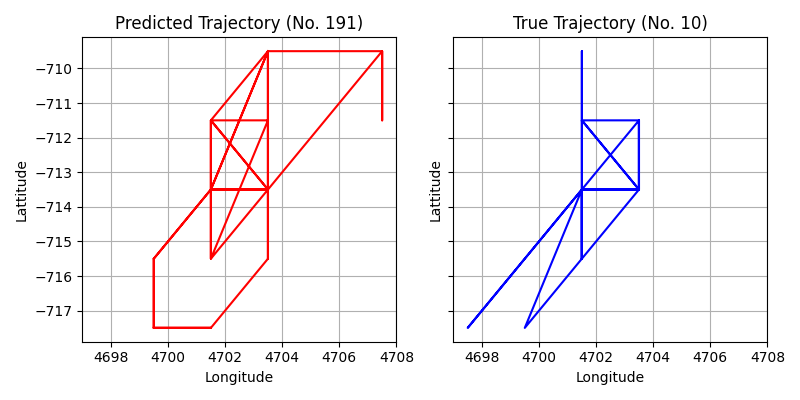 Predicted Trajectory (No. 191)
True Trajectory (No. 10)
−710
−711
−712
−713
−714
−715
−716
−717
Lattitude
Lattitude
4698 4700 4702 4704 4706 4708
4698 4700 4702 4704 4706 4708
Longitude
Longitude